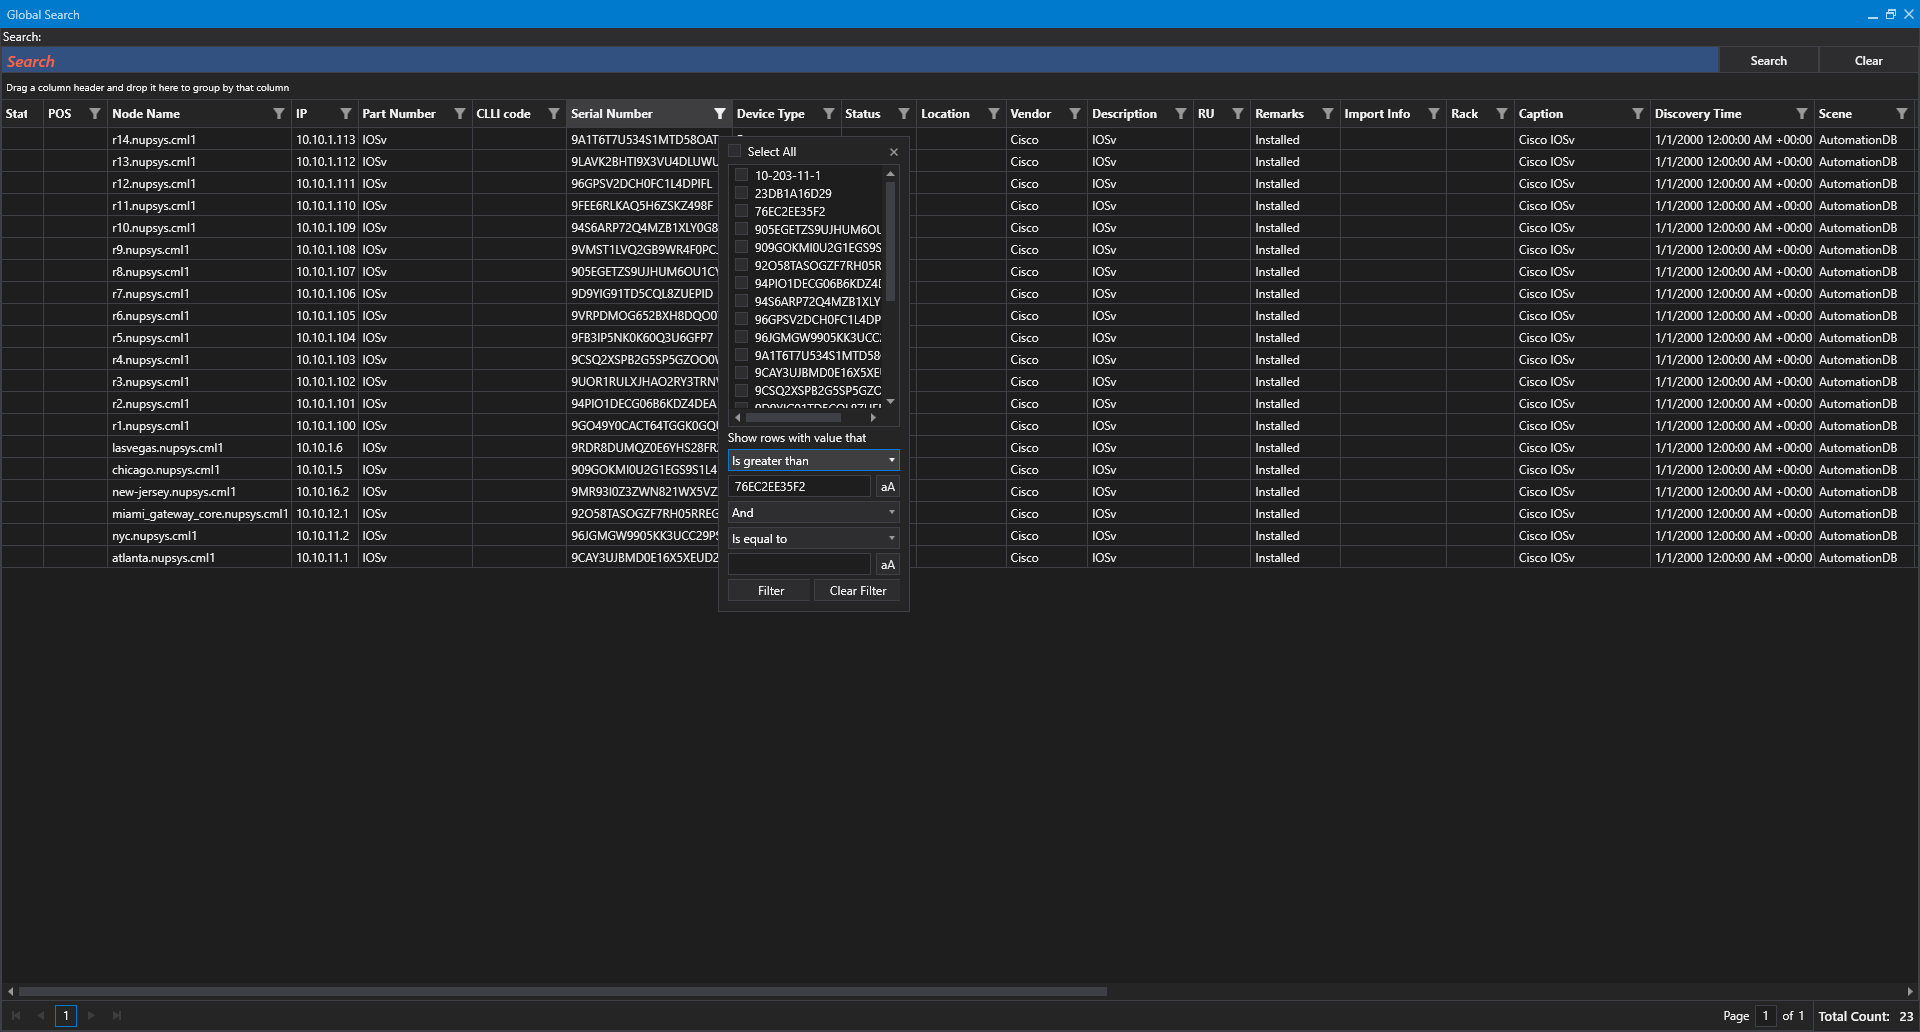 Global Search
Search:
Search Search Clear
Drag a column header and drop it here to group by that column
Stat POS Node Name IP Part Number CLLI code Serial Number Device Type Status Location Vendor Description RU Remarks Import Info Rack Caption Discovery Time Scene
r14.nupsys.cml1 10.10.1.113 IOSv 9A1T6T7U534S1MTD58OAT Cisco IOSv Installed Cisco IOSv 1/1/2000 12:00:00 AM +00:00 AutomationDB
r13.nupsys.cml1 10.10.1.112 IOSv 9LAVK2BHTI9X3VU4DLUWU Cisco IOSv Installed Cisco IOSv 1/1/2000 12:00:00 AM +00:00 AutomationDB
r12.nupsys.cml1 10.10.1.111 IOSv 96GPSV2DCH0FC1L4DPIFL Cisco IOSv Installed Cisco IOSv 1/1/2000 12:00:00 AM +00:00 AutomationDB
r11.nupsys.cml1 10.10.1.110 IOSv 9FEE6RLKAQ5H6ZSKZ498F Cisco IOSv Installed Cisco IOSv 1/1/2000 12:00:00 AM +00:00 AutomationDB
r10.nupsys.cml1 10.10.1.109 IOSv 94S6ARP72Q4MZB1XLY0G8 Cisco IOSv Installed Cisco IOSv 1/1/2000 12:00:00 AM +00:00 AutomationDB
r9.nupsys.cml1 10.10.1.108 IOSv 9VMST1LVQ2GB9WR4F0PC Cisco IOSv Installed Cisco IOSv 1/1/2000 12:00:00 AM +00:00 AutomationDB
r8.nupsys.cml1 10.10.1.107 IOSv 905EGETZS9UJHUM6OU1CY Cisco IOSv Installed Cisco IOSv 1/1/2000 12:00:00 AM +00:00 AutomationDB
r7.nupsys.cml1 10.10.1.106 IOSv 9D9YIG91TD5CQL8ZUEPID Cisco IOSv Installed Cisco IOSv 1/1/2000 12:00:00 AM +00:00 AutomationDB
r6.nupsys.cml1 10.10.1.105 IOSv 9VRPDMOG652BXH8DQO0 Cisco IOSv Installed Cisco IOSv 1/1/2000 12:00:00 AM +00:00 AutomationDB
r5.nupsys.cml1 10.10.1.104 IOSv 9FB3IP5NK0K60Q3U6GFP7 Cisco IOSv Installed Cisco IOSv 1/1/2000 12:00:00 AM +00:00 AutomationDB
r4.nupsys.cml1 10.10.1.103 IOSv 9CSQ2XSPB2G5SP5GZOO0 Cisco IOSv Installed Cisco IOSv 1/1/2000 12:00:00 AM +00:00 AutomationDB
r3.nupsys.cml1 10.10.1.102 IOSv 9UOR1RULXJHAO2RY3TRN Cisco IOSv Installed Cisco IOSv 1/1/2000 12:00:00 AM +00:00 AutomationDB
r2.nupsys.cml1 10.10.1.101 IOSv 94PIO1DECG06B6KDZ4DEA Cisco IOSv Installed Cisco IOSv 1/1/2000 12:00:00 AM +00:00 AutomationDB
r1.nupsys.cml1 10.10.1.100 IOSv 9GO49Y0CACT64TGGK0GQU Cisco IOSv Installed Cisco IOSv 1/1/2000 12:00:00 AM +00:00 AutomationDB
lasvegas.nupsys.cml1 10.10.1.6 IOSv 9RDR8DUMQZ0E6YHS28FR Cisco IOSv Installed Cisco IOSv 1/1/2000 12:00:00 AM +00:00 AutomationDB
chicago.nupsys.cml1 10.10.1.5 IOSv 909GOKMI0U2G1EGS9S1L4 Cisco IOSv Installed Cisco IOSv 1/1/2000 12:00:00 AM +00:00 AutomationDB
new-jersey.nupsys.cml1 10.10.16.2 IOSv 9MR93I0Z3ZWN821WX5VZ Cisco IOSv Installed Cisco IOSv 1/1/2000 12:00:00 AM +00:00 AutomationDB
miami_gateway_core.nupsys.cml1 10.10.12.1 IOSv 92O58TASOGZF7RH05RREG Cisco IOSv Installed Cisco IOSv 1/1/2000 12:00:00 AM +00:00 AutomationDB
nyc.nupsys.cml1 10.10.11.2 IOSv 96JGMGW9905KK3UCC29PS Cisco IOSv Installed Cisco IOSv 1/1/2000 12:00:00 AM +00:00 AutomationDB
atlanta.nupsys.cml1 10.10.11.1 IOSv 9CAY3UJBMD0E16X5XEUD2 Cisco IOSv Installed Cisco IOSv 1/1/2000 12:00:00 AM +00:00 AutomationDB
Select All
10-203-11-1
23DB1A16D29
76EC2EE35F2
905EGETZS9UJHUM6OU
909GOKMI0U2G1EGS9S
92O58TASOGZF7RH05R
94PIO1DECG06B6KDZ4
94S6ARP72Q4MZB1XLY
96GPSV2DCH0FC1L4DP
96JGMGW9905KK3UCC
9A1T6T7U534S1MTD58
9CAY3UJBMD0E16X5XE
9CSQ2XSPB2G5SP5GZO
Show rows with value that
Is greater than
76EC2EE35F2 aA
And
Is equal to
aA
Filter Clear Filter
1 Page 1 of 1 Total Count: 23